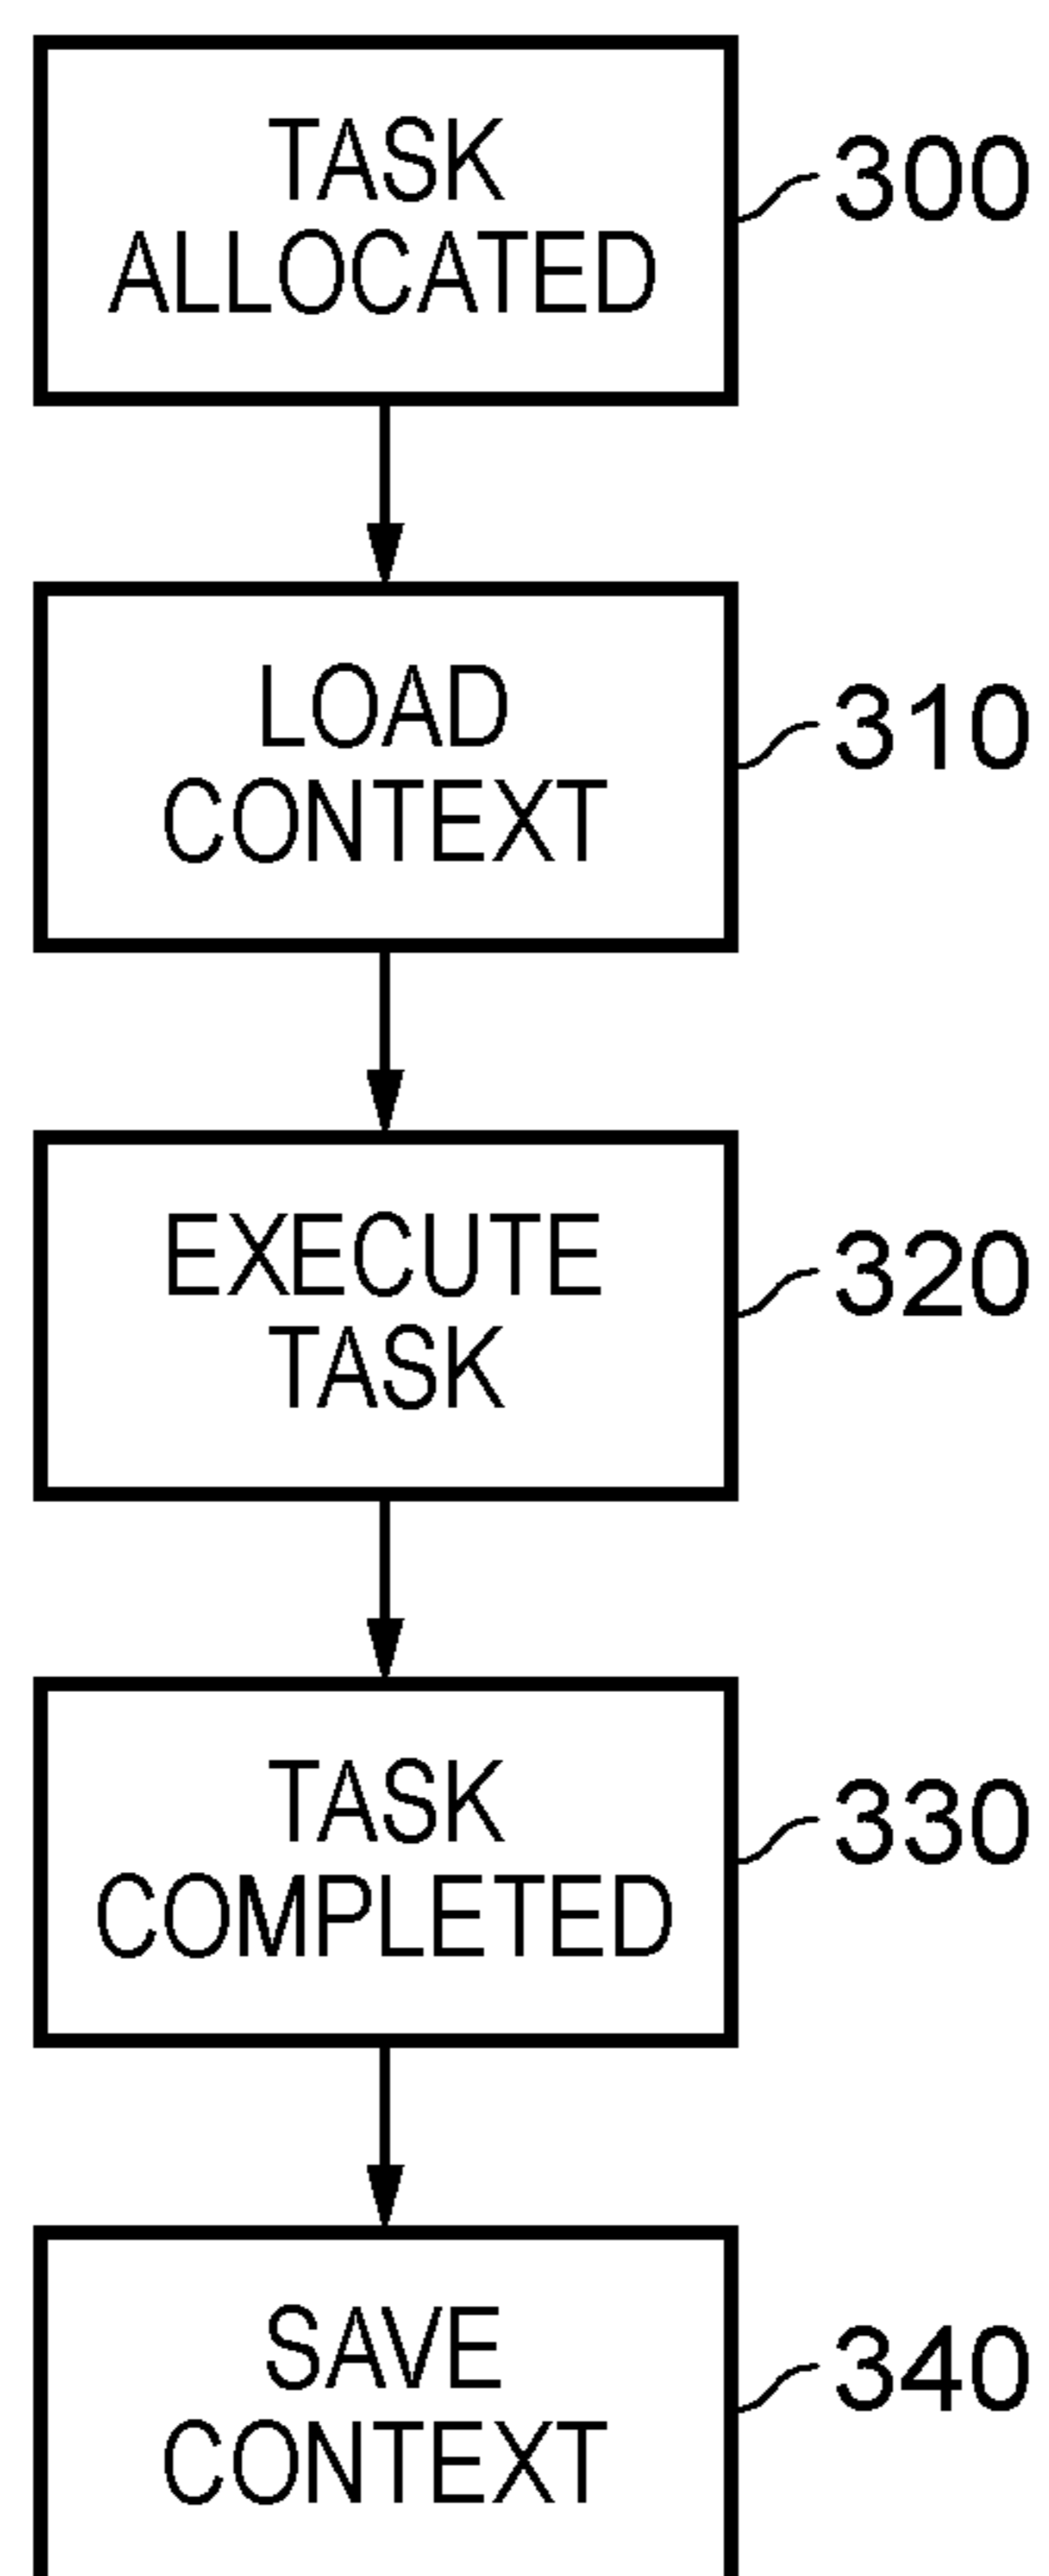 TASK
ALLOCATED
300
LOAD
CONTEXT
310
EXECUTE
TASK
320
TASK
COMPLETED
330
SAVE
CONTEXT
340